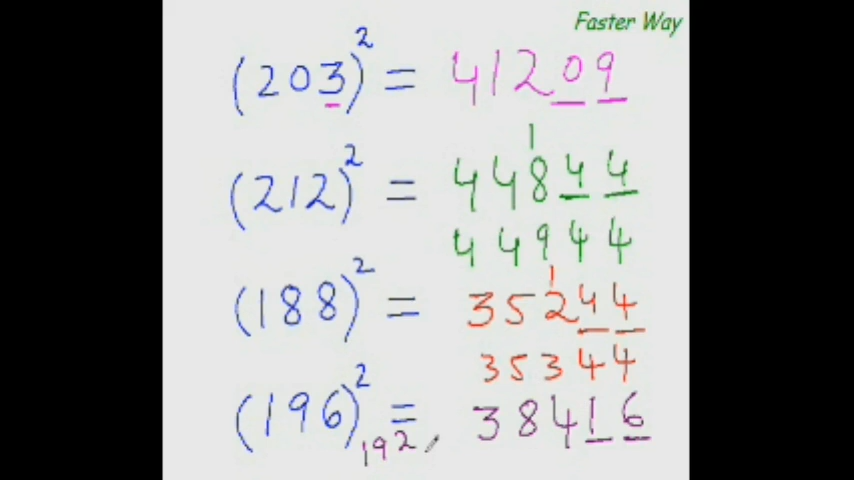 Faster Way
(203)² = 41209
1
(212)² = 44844
44944
1
(188)² = 35244
35344
(196)² = 38416
192,